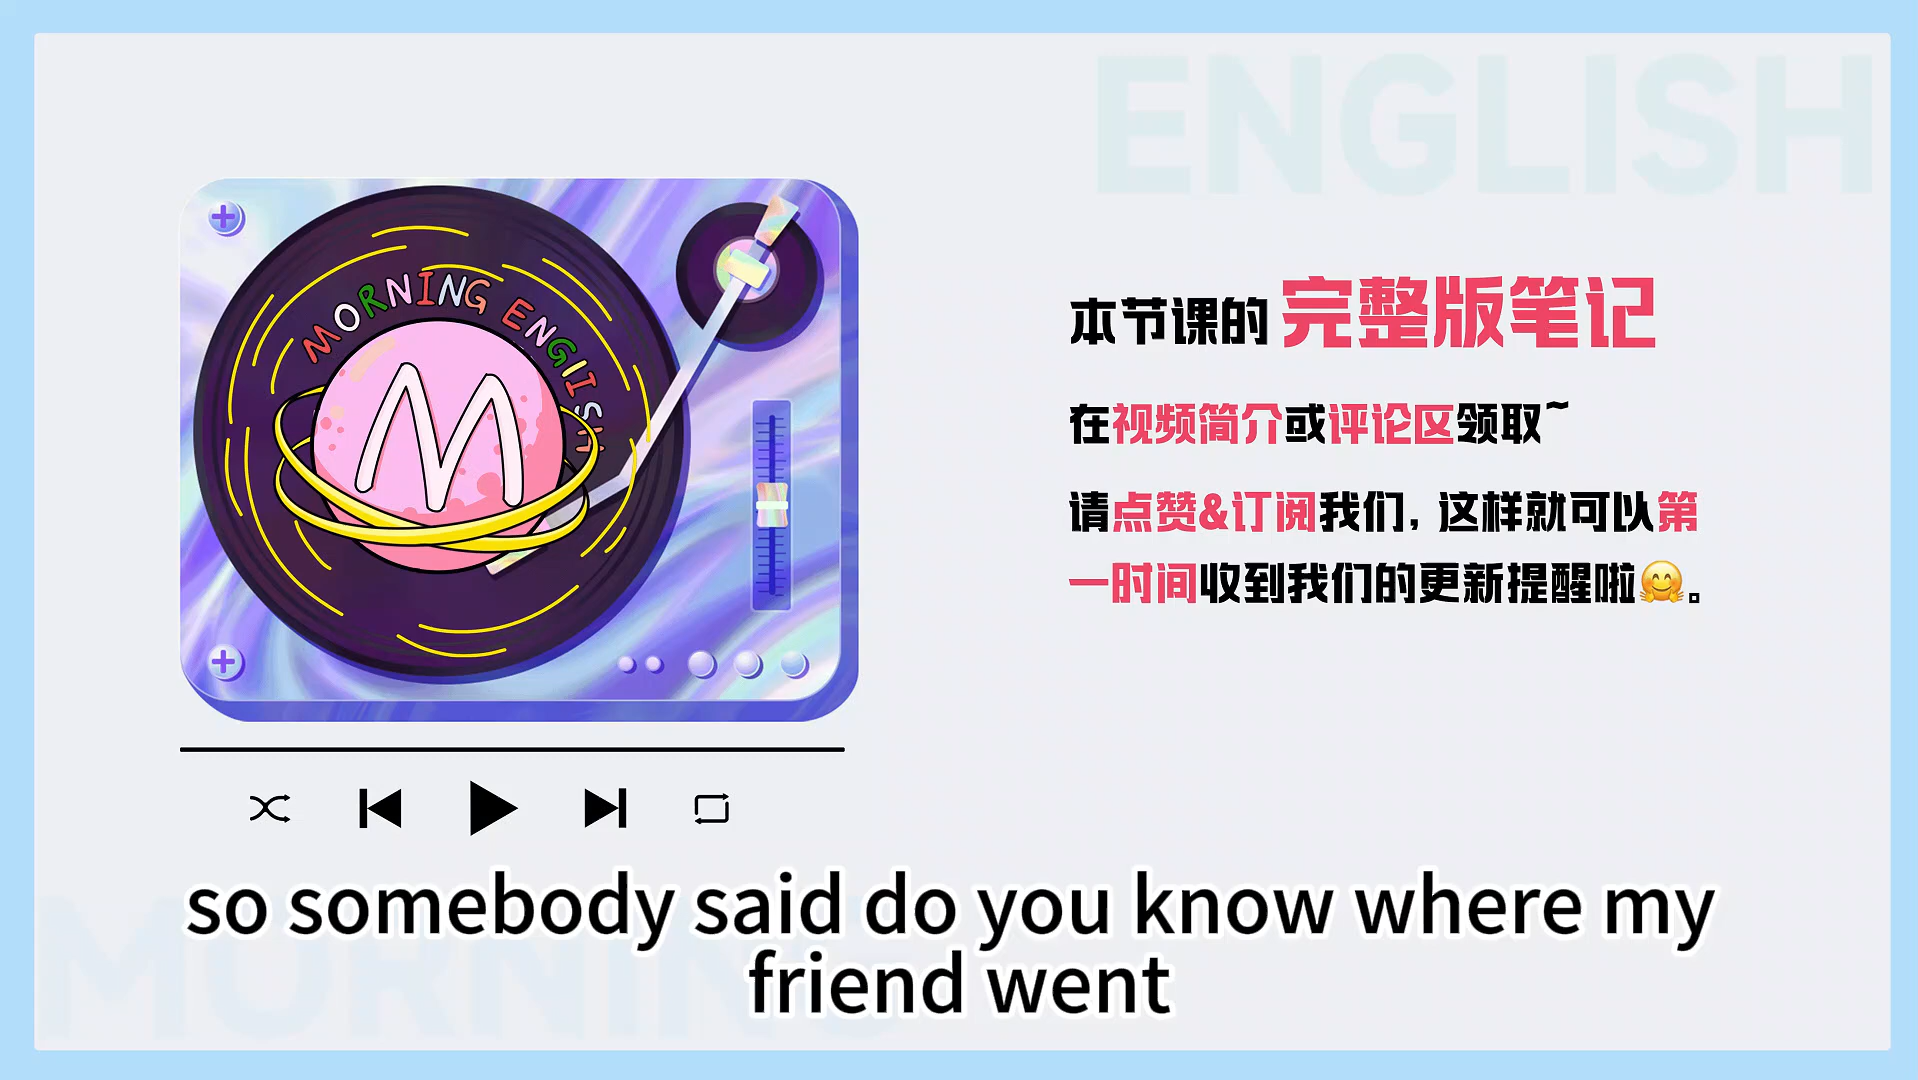 ENGLISH
MORNING ENGlISH
M
本节课的 完整版笔记
在视频简介或评论区领取~
请点赞&订阅我们, 这样就可以第
一时间收到我们的更新提醒啦🤗。
so somebody said do you know where my
friend went
MORNING